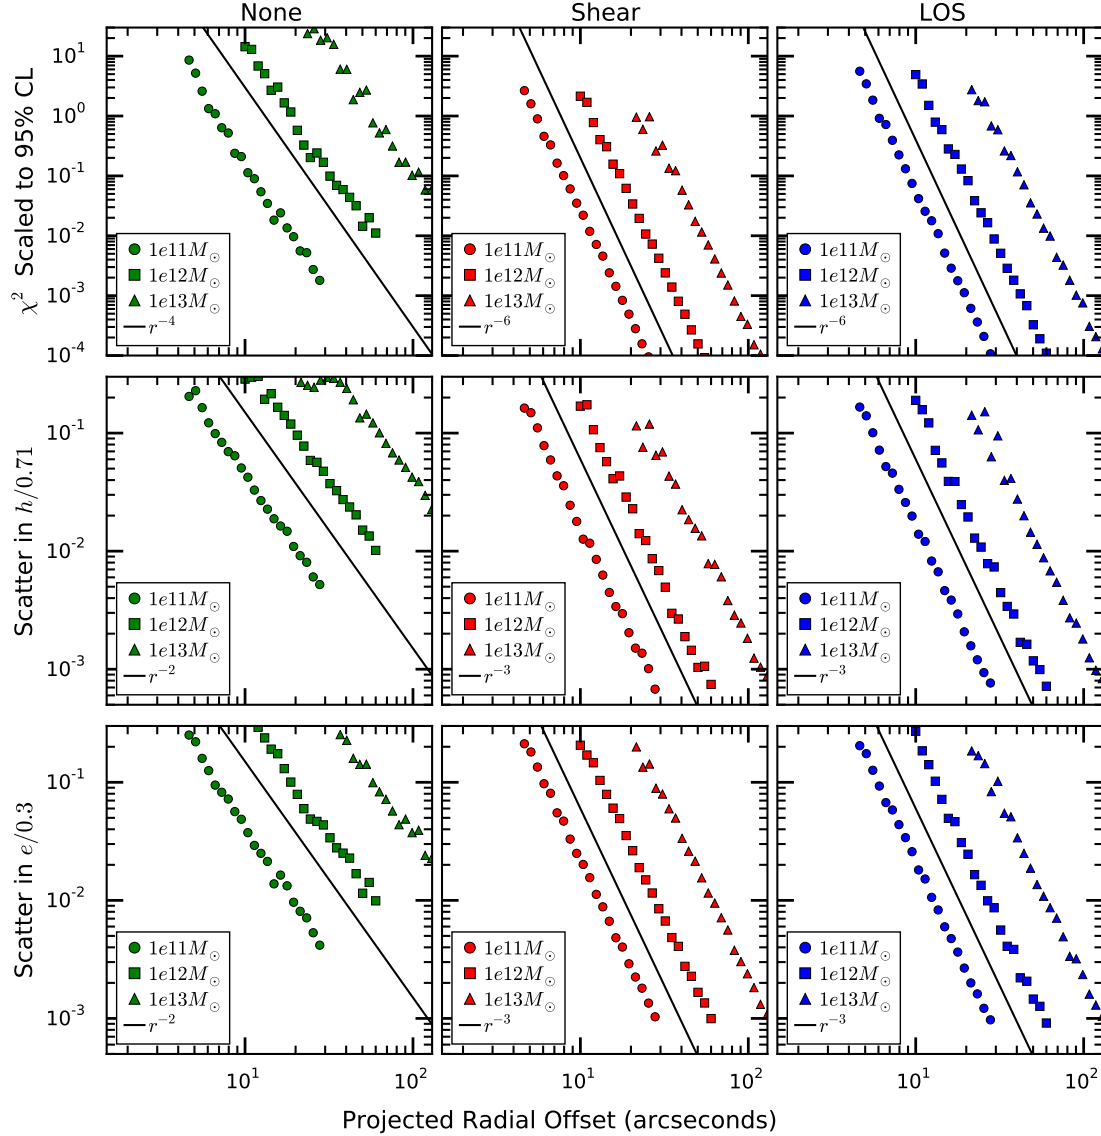 None Shear LOS
χ² Scaled to 95% CL
10¹
10⁰
10⁻¹
10⁻²
10⁻³
10⁻⁴
1e11M⊙
1e12M⊙
1e13M⊙
r⁻⁴
1e11M⊙
1e12M⊙
1e13M⊙
r⁻⁶
1e11M⊙
1e12M⊙
1e13M⊙
r⁻⁶
Scatter in h/0.71
10⁻¹
10⁻²
10⁻³
1e11M⊙
1e12M⊙
1e13M⊙
r⁻²
1e11M⊙
1e12M⊙
1e13M⊙
r⁻³
1e11M⊙
1e12M⊙
1e13M⊙
r⁻³
Scatter in e/0.3
10⁻¹
10⁻²
10⁻³
1e11M⊙
1e12M⊙
1e13M⊙
r⁻²
1e11M⊙
1e12M⊙
1e13M⊙
r⁻³
1e11M⊙
1e12M⊙
1e13M⊙
r⁻³
10¹ 10² 10¹ 10² 10¹ 10²
Projected Radial Offset (arcseconds)